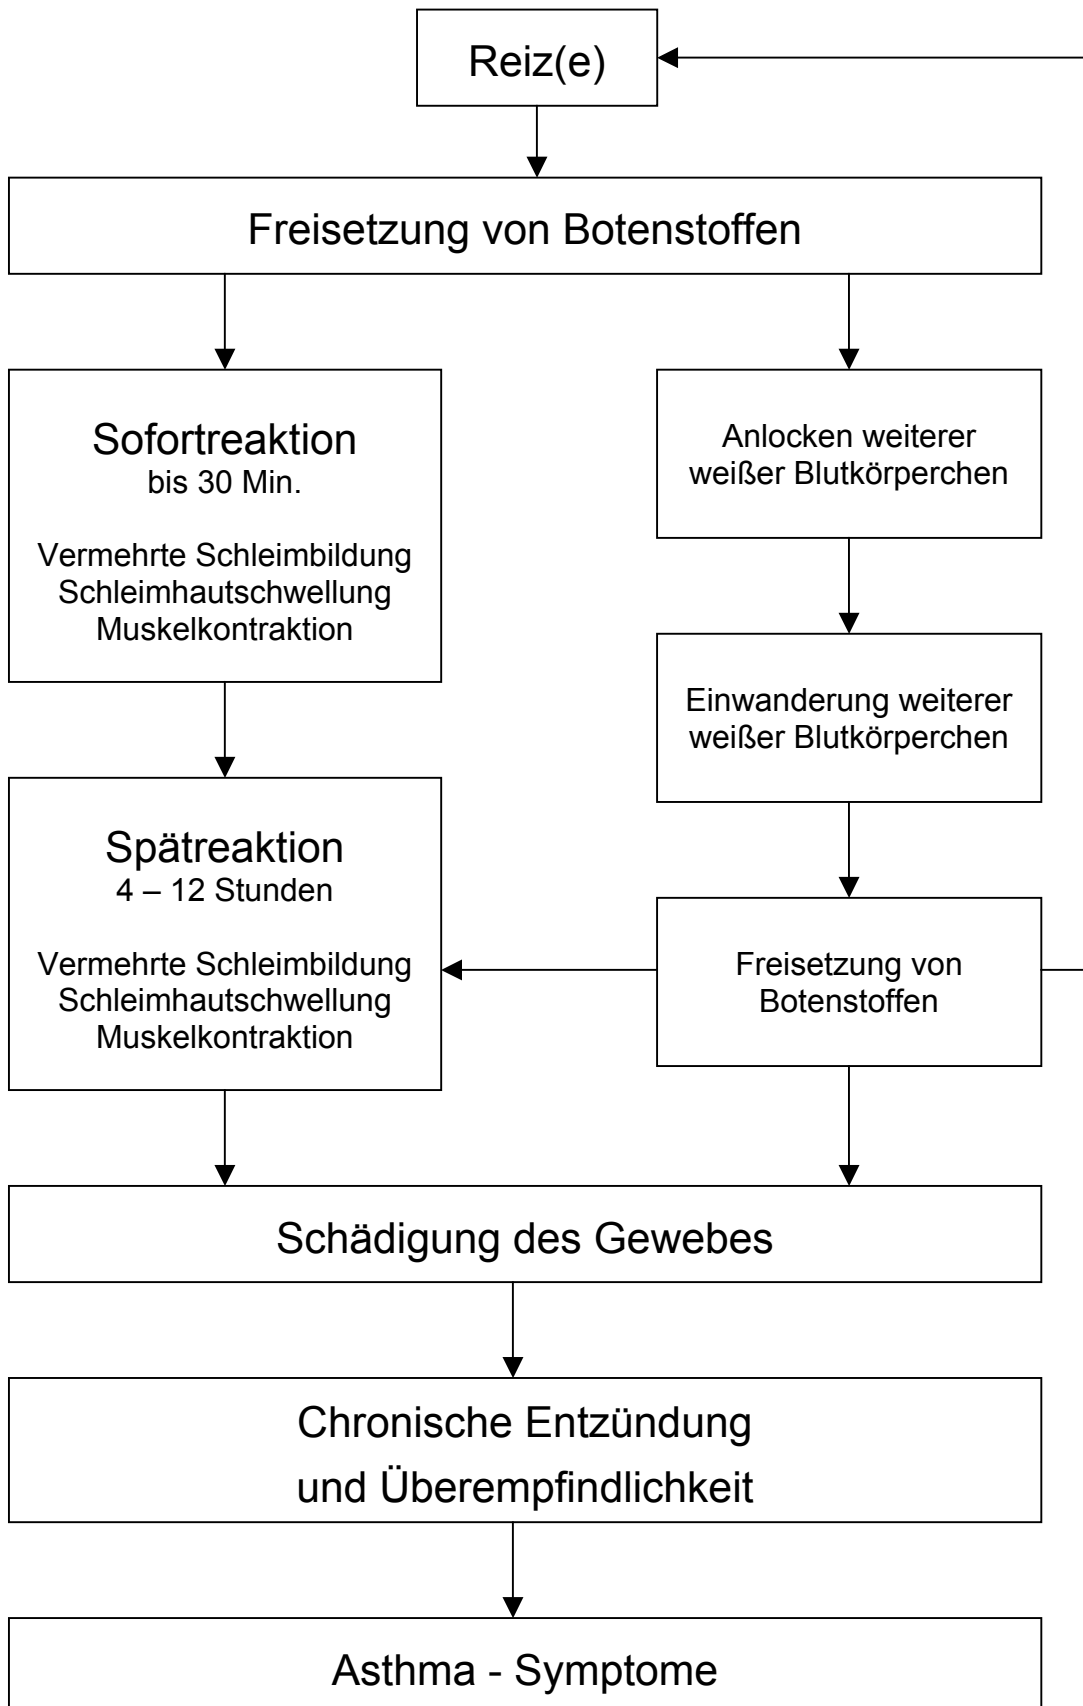 Reiz(e)
Freisetzung von Botenstoffen
Sofortreaktion
bis 30 Min.
Vermehrte Schleimbildung
Schleimhautschwellung
Muskelkontraktion
Anlocken weiterer
weißer Blutkörperchen
Einwanderung weiterer
weißer Blutkörperchen
Spätreaktion
4 – 12 Stunden
Vermehrte Schleimbildung
Schleimhautschwellung
Muskelkontraktion
Freisetzung von
Botenstoffen
Schädigung des Gewebes
Chronische Entzündung
und Überempfindlichkeit
Asthma - Symptome